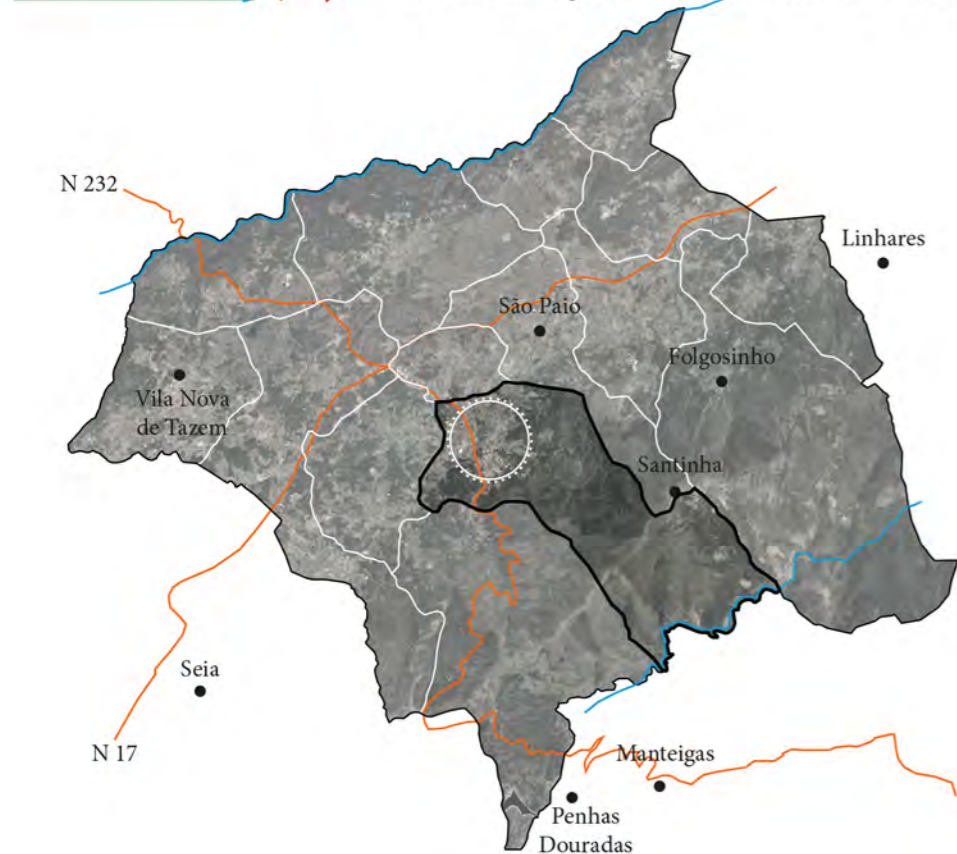 N 232
Linhares
São Paio
Folgosinho
Vila Nova
de Tazem
Santinha
Seia
N 17
Manteigas
Penhas
Douradas